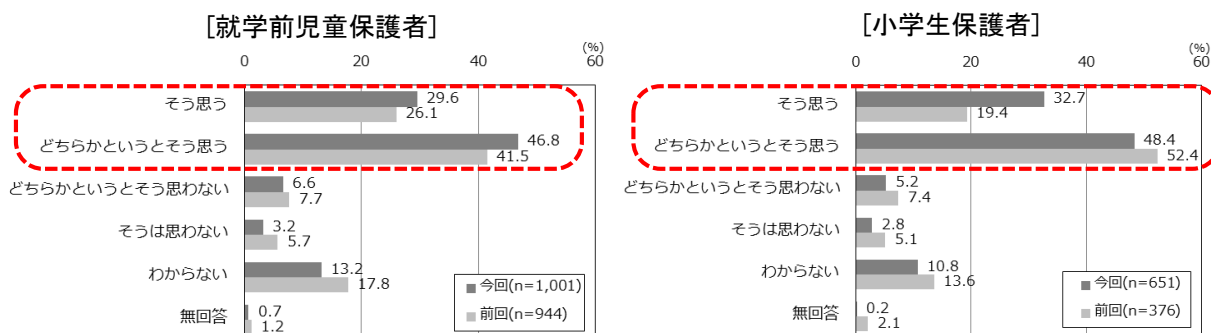 [就学前児童保護者]
(%)
0 20 40 60
そう思う 29.6
26.1
どちらかというとそう思う 46.8
41.5
どちらかというとそう思わない 6.6
7.7
そうは思わない 3.2
5.7
わからない 13.2
17.8
無回答 0.7
1.2
今回(n=1,001)
前回(n=944)
[小学生保護者]
(%)
0 20 40 60
そう思う 32.7
19.4
どちらかというとそう思う 48.4
52.4
どちらかというとそう思わない 5.2
7.4
そうは思わない 2.8
5.1
わからない 10.8
13.6
無回答 0.2
2.1
今回(n=651)
前回(n=376)